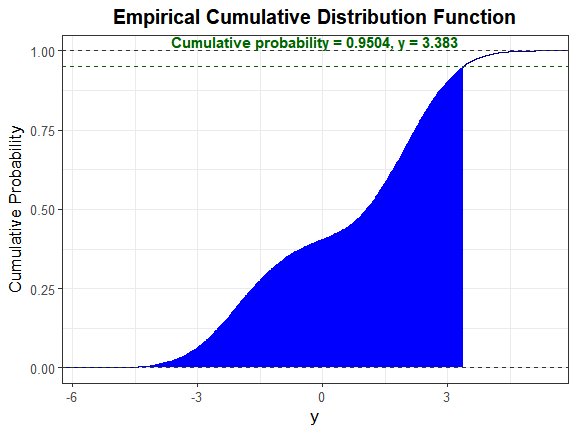 Empirical Cumulative Distribution Function
Cumulative probability = 0.9504, y = 3.383
1.00
0.75
0.50
0.25
0.00
Cumulative Probability
-6
-3
0
3
y